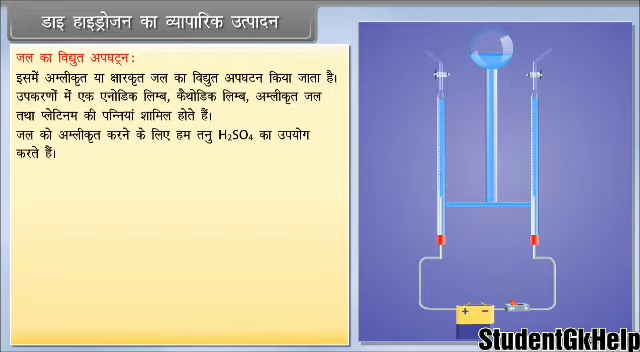 डाइ हाइड्रोजन का व्यापारिक उत्पादन
जल का विद्युत अपघट्न :
इसमें अम्लीकृत या क्षारकृत जल का विद्युत अपघटन किया जाता है।
उपकरणों में एक एनोडिक लिम्ब, कैथोडिक लिम्ब, अम्लीकृत जल
तथा प्लेटिनम की पन्नियां शामिल होते हैं।
जल को अम्लीकृत करने के लिए हम तनु H₂SO₄ का उपयोग
करते हैं।
+ −
StudentGkHelp